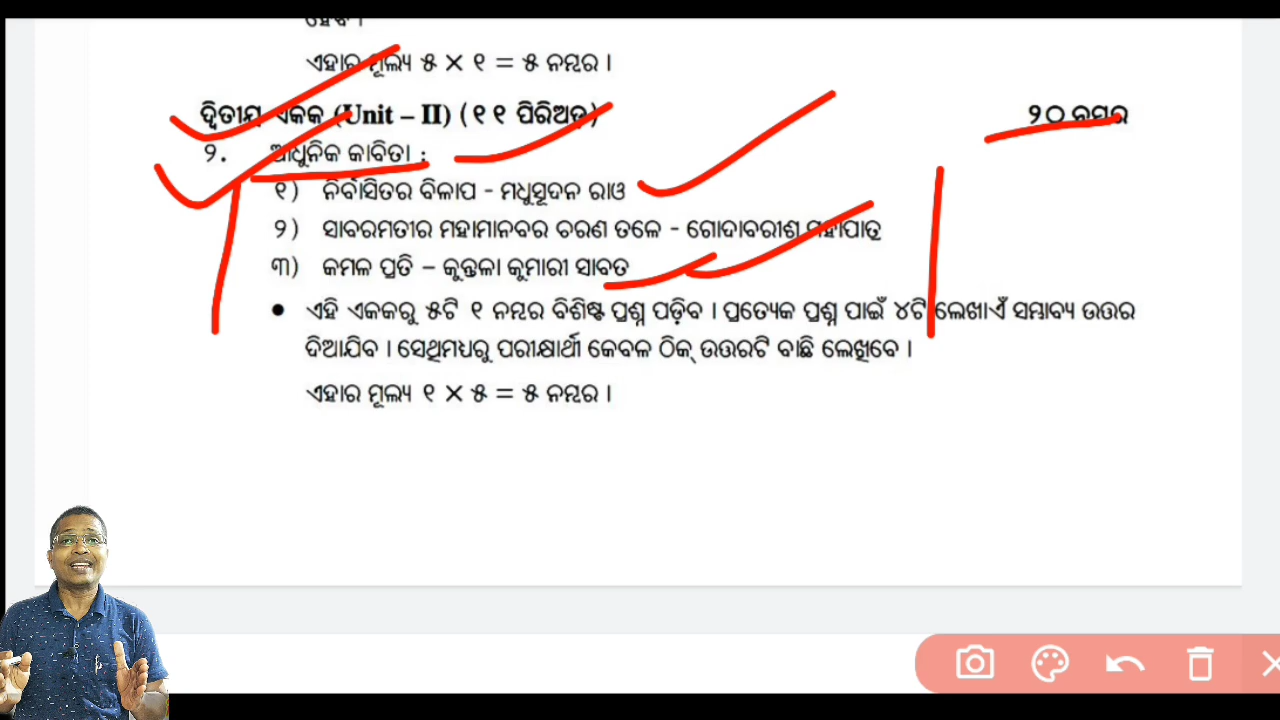 ହେବ ।
ଏହାର ମୂଲ୍ୟ ୫ × ୧ = ୫ ନମ୍ବର ।
ଦ୍ୱିତୀୟ ଏକକ (Unit – II) (୧୧ ପିରିଅଡ୍) ୨୦ ନମ୍ବର
୨. ଆଧୁନିକ କାବିତା :
୧) ନିର୍ବାସିତର ବିଳାପ - ମଧୁସୂଦନ ରାଓ
୨) ସାବରମତୀର ମହାମାନବର ଚରଣ ତଳେ - ଗୋଦାବରୀଶ ମହାପାତ୍ର
୩) କମଳ ପ୍ରତି – କୁନ୍ତଳା କୁମାରୀ ସାବତ
● ଏହି ଏକକରୁ ୫ଟି ୧ ନମ୍ବର ବିଶିଷ୍ଟ ପ୍ରଶ୍ନ ପଡ଼ିବ । ପ୍ରତ୍ୟେକ ପ୍ରଶ୍ନ ପାଇଁ ୪ଟି ଲେଖାଏଁ ସମ୍ଭାବ୍ୟ ଉତ୍ତର
ଦିଆଯିବ । ସେଥିମଧ୍ୟରୁ ପରୀକ୍ଷାର୍ଥୀ କେବଳ ଠିକ୍ ଉତ୍ତରଟି ବାଛି ଲେଖିବେ ।
ଏହାର ମୂଲ୍ୟ ୧ × ୫ = ୫ ନମ୍ବର ।